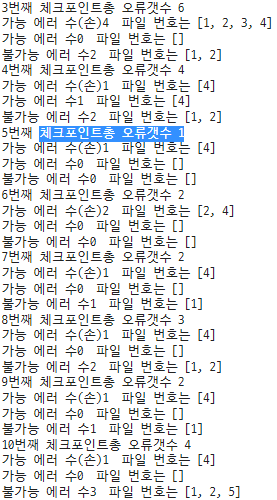 3번째 체크포인트총 오류갯수 6
가능 에러 수(손)4  파일 번호는 [1, 2, 3, 4]
가능 에러 수0  파일 번호는 []
불가능 에러 수2  파일 번호는 [1, 2]
4번째 체크포인트총 오류갯수 4
가능 에러 수(손)1  파일 번호는 [4]
가능 에러 수1  파일 번호는 [4]
불가능 에러 수2  파일 번호는 [1, 2]
5번째 체크포인트총 오류갯수 1
가능 에러 수(손)1  파일 번호는 [4]
가능 에러 수0  파일 번호는 []
불가능 에러 수0  파일 번호는 []
6번째 체크포인트총 오류갯수 2
가능 에러 수(손)2  파일 번호는 [2, 4]
가능 에러 수0  파일 번호는 []
불가능 에러 수0  파일 번호는 []
7번째 체크포인트총 오류갯수 2
가능 에러 수(손)1  파일 번호는 [4]
가능 에러 수0  파일 번호는 []
불가능 에러 수1  파일 번호는 [1]
8번째 체크포인트총 오류갯수 3
가능 에러 수(손)1  파일 번호는 [4]
가능 에러 수0  파일 번호는 []
불가능 에러 수2  파일 번호는 [1, 2]
9번째 체크포인트총 오류갯수 2
가능 에러 수(손)1  파일 번호는 [4]
가능 에러 수0  파일 번호는 []
불가능 에러 수1  파일 번호는 [1]
10번째 체크포인트총 오류갯수 4
가능 에러 수(손)1  파일 번호는 [4]
가능 에러 수0  파일 번호는 []
불가능 에러 수3  파일 번호는 [1, 2, 5]